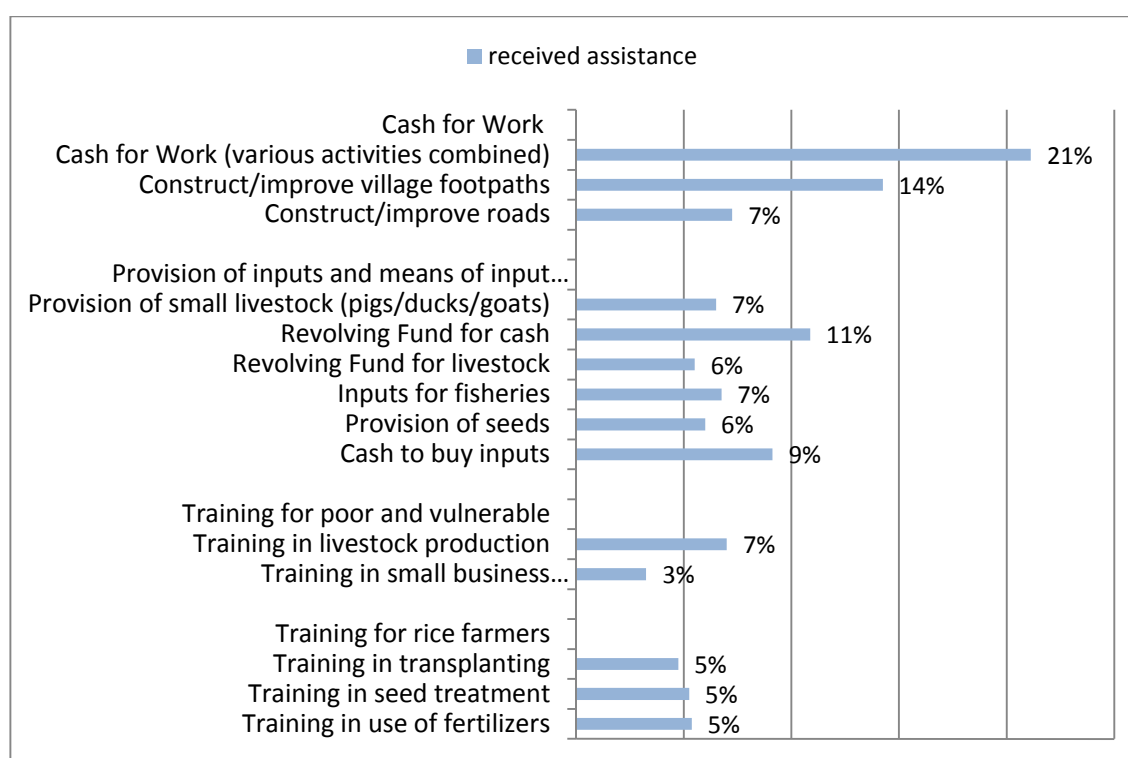 received assistance
Cash for Work
Cash for Work (various activities combined) 21%
Construct/improve village footpaths 14%
Construct/improve roads 7%
Provision of inputs and means of input...
Provision of small livestock (pigs/ducks/goats) 7%
Revolving Fund for cash 11%
Revolving Fund for livestock 6%
Inputs for fisheries 7%
Provision of seeds 6%
Cash to buy inputs 9%
Training for poor and vulnerable
Training in livestock production 7%
Training in small business... 3%
Training for rice farmers
Training in transplanting 5%
Training in seed treatment 5%
Training in use of fertilizers 5%